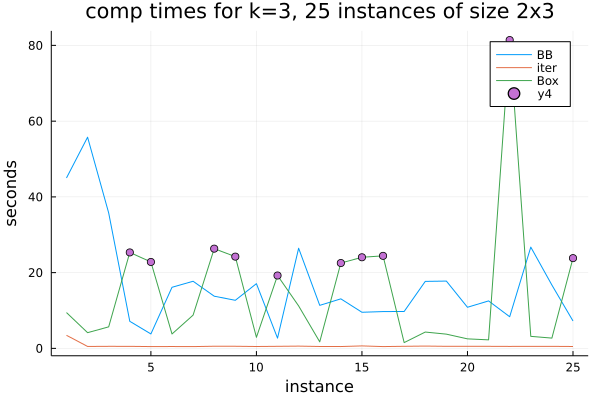 comp times for k=3, 25 instances of size 2x3
80
BB
iter
Box
y4
60
40
20
0
seconds
5
10
15
20
25
instance